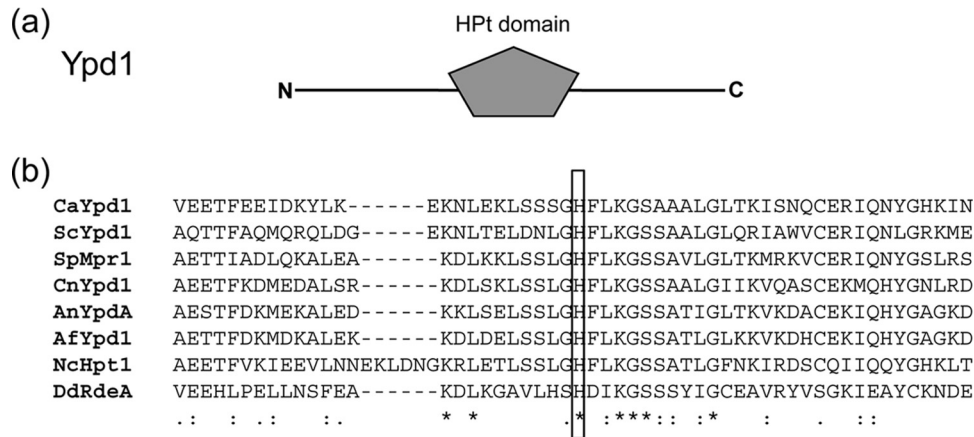 (a)
HPt domain
Ypd1
N C
(b)
CaYpd1 VEETFEEIDKYLK------EKNLEKLSSSGHFLKGSAAALGLTKISNQCERIQNYGHKIN
ScYpd1 AQTTFAQMQRQLDG------EKNLTELDNLGHFLKGSSAALGLQRIAWVCERIQNLGRKME
SpMpr1 AETTIADLQKALEA------KDLKKLSSLGHFLKGSSAVLGLTKMRKVCERIQNYGSLRS
CnYpd1 AEETFKDMEDALSR------KDLSKLSSLGHFLKGSSAALGIIKVQASCEKMQHYGNLRD
AnYpdA AESTFDKMEKALED------KKLSELSSLGHFLKGSSATIGLTKVKDACEKIQHYGAGKD
AfYpd1 AETTFDKMDKALEK------KDLDELSSLGHFLKGSSATLGLKKVKDHCEKIQHYGAGKD
NcHpt1 AEETFVKIEEVLNNEKLDNGKRLETLSSLGHFLKGSSATLGFNKIRDSCQIIQQYGHKLT
DdRdeA VEEHLPELLNSFEA------KDLKGAVLHSHDIKGSSSYIGCEAVRYVSGKIEAYCKNDE
.: : .: :. * * .* ***:: * : . ::